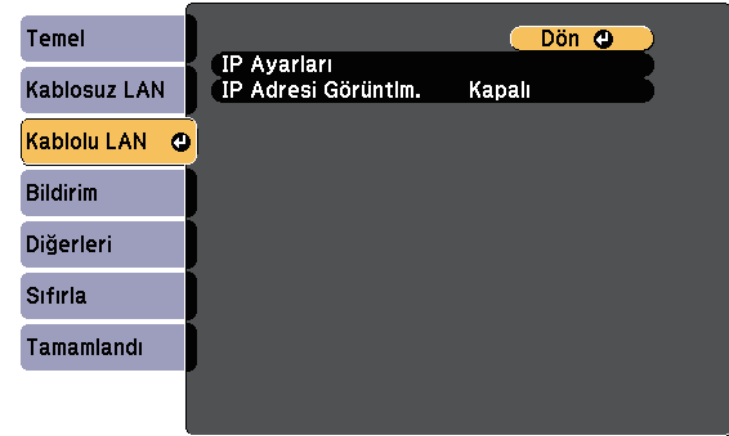 Temel
Kablosuz LAN
Kablolu LAN
Bildirim
Diğerleri
Sıfırla
Tamamlandı
Dön
IP Ayarları
IP Adresi Görüntlm. Kapalı